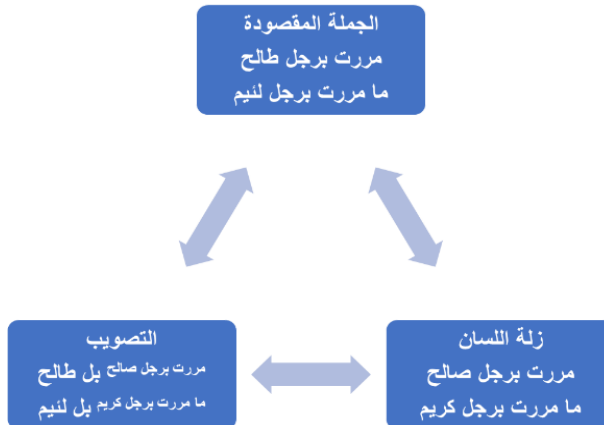 الجملة المقصودة
مررت برجل طالح
ما مررت برجل لئيم
زلة اللسان
مررت برجل صالح
ما مررت برجل كريم
التصويب
مررت برجل صالح بل طالح
ما مررت برجل كريم بل لئيم